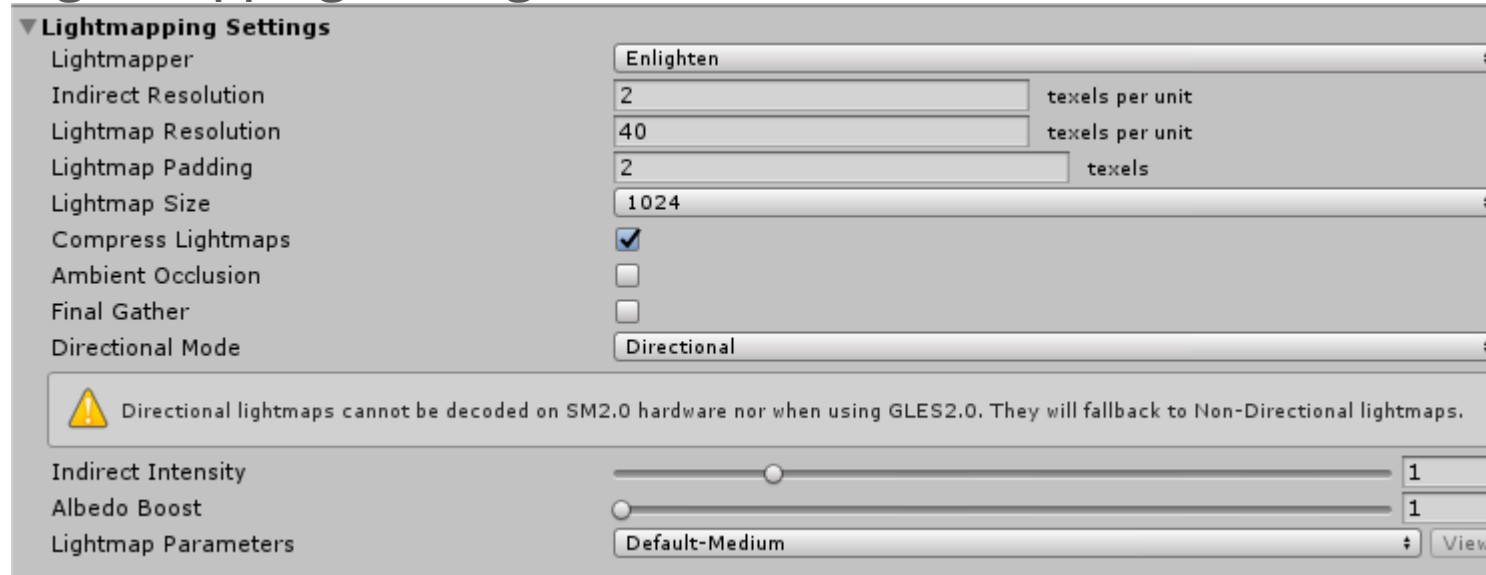 Lightmapping Settings
Lightmapper Enlighten
Indirect Resolution 2 texels per unit
Lightmap Resolution 40 texels per unit
Lightmap Padding 2 texels
Lightmap Size 1024
Compress Lightmaps
Ambient Occlusion
Final Gather
Directional Mode Directional
Directional lightmaps cannot be decoded on SM2.0 hardware nor when using GLES2.0. They will fallback to Non-Directional lightmaps.
Indirect Intensity 1
Albedo Boost 1
Lightmap Parameters Default-Medium View